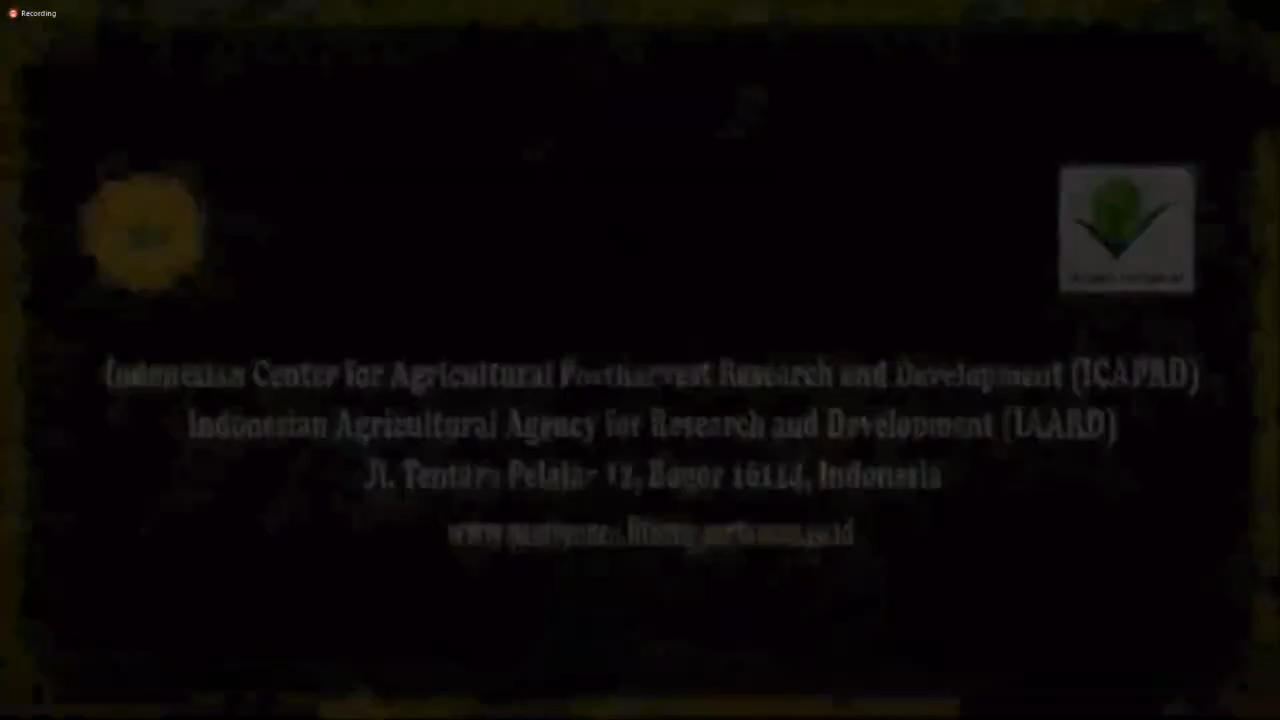 Recording
Indonesian Center for Agricultural Postharvest Research and Development (ICAPRD)
Indonesian Agricultural Agency for Research and Development (IAARD)
Jl. Tentara Pelajar 12, Bogor 16114, Indonesia